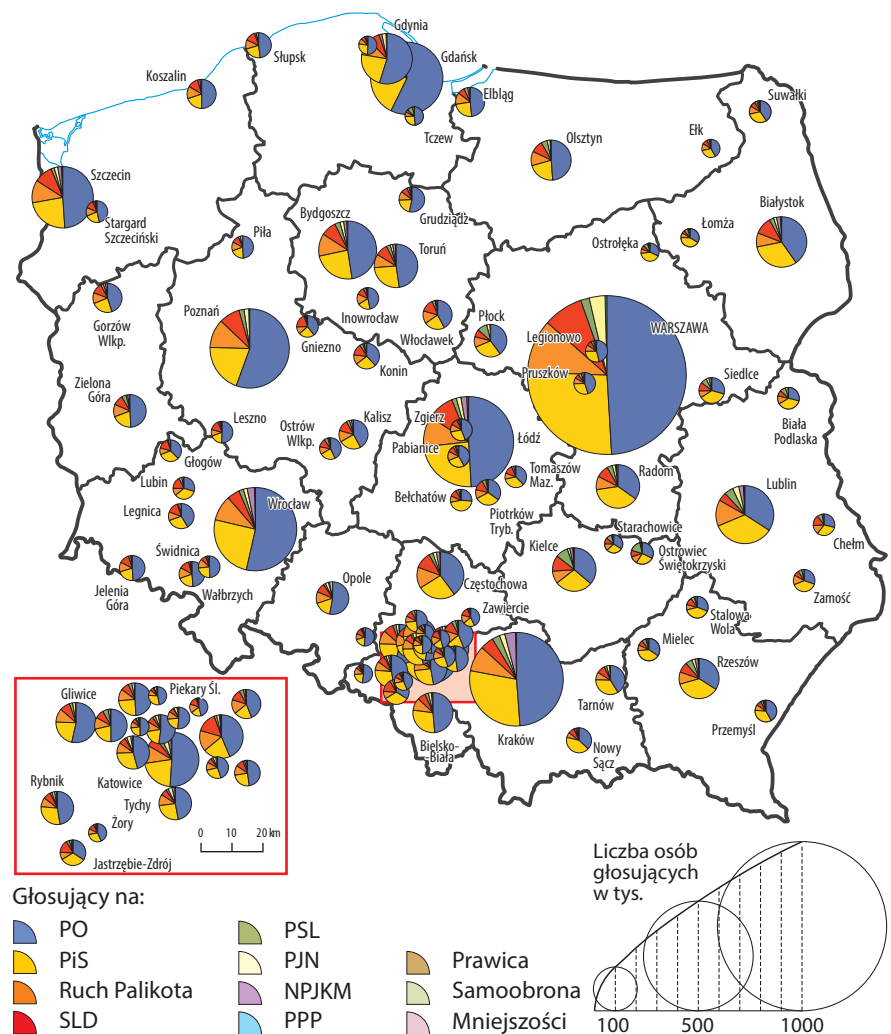 Gdynia
Słupsk
Gdańsk
Koszalin
Elbląg
Suwałki
Tczew
Ełk
Olsztyn
Szczecin
Stargard
Szczeciński
Grudziądz
Białystok
Bydgoszcz
Łomża
Piła
Toruń
Ostrołęka
Gorzów
Wlkp.
Poznań
Inowrocław
Płock
WARSZAWA
Włocławek
Legionowo
Gniezno
Konin
Pruszków
Siedlce
Zielona
Góra
Leszno
Ostrów
Wlkp.
Kalisz
Zgierz
Łódź
Biała
Podlaska
Pabianice
Głogów
Tomaszów
Maz.
Radom
Lubin
Wrocław
Bełchatów
Lublin
Legnica
Piotrków
Tryb.
Starachowice
Chełm
Świdnica
Kielce
Ostrowiec
Świętokrzyski
Jelenia
Góra
Wałbrzych
Opole
Częstochowa
Zamość
Zawiercie
Stalowa
Wola
Mielec
Rzeszów
Tarnów
Przemyśl
Kraków
Bielsko-
Biała
Nowy
Sącz
Gliwice
Piekary Śl.
Katowice
Rybnik
Tychy
Żory
Jastrzębie-Zdrój
0 10 20 km
Głosujący na:
PO
PiS
Ruch Palikota
SLD
PSL
PJN
NPJKM
PPP
Prawica
Samoobrona
Mniejszości
Liczba osób
głosujących
w tys.
100 500 1000